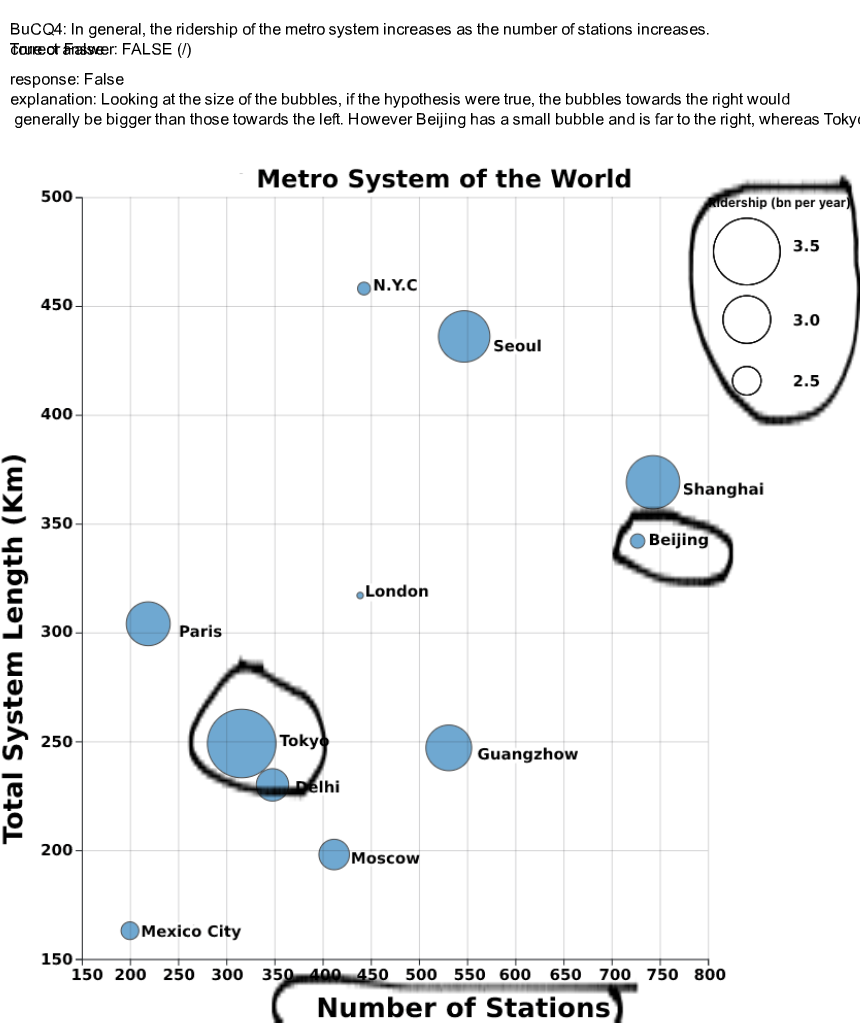 BuCQ4: In general, the ridership of the metro system increases as the number of stations increases.
True or False
Correct answer: FALSE (/)
response: False
explanation: Looking at the size of the bubbles, if the hypothesis were true, the bubbles towards the right would
generally be bigger than those towards the left. However Beijing has a small bubble and is far to the right, whereas Tokyo
Metro System of the World
Ridership (bn per year)
3.5
3.0
2.5
Total System Length (Km)
500
450
400
350
300
250
200
150
N.Y.C
Seoul
Shanghai
Beijing
London
Paris
Tokyo
Guangzhow
Delhi
Moscow
Mexico City
150 200 250 300 350 400 450 500 550 600 650 700 750 800
Number of Stations